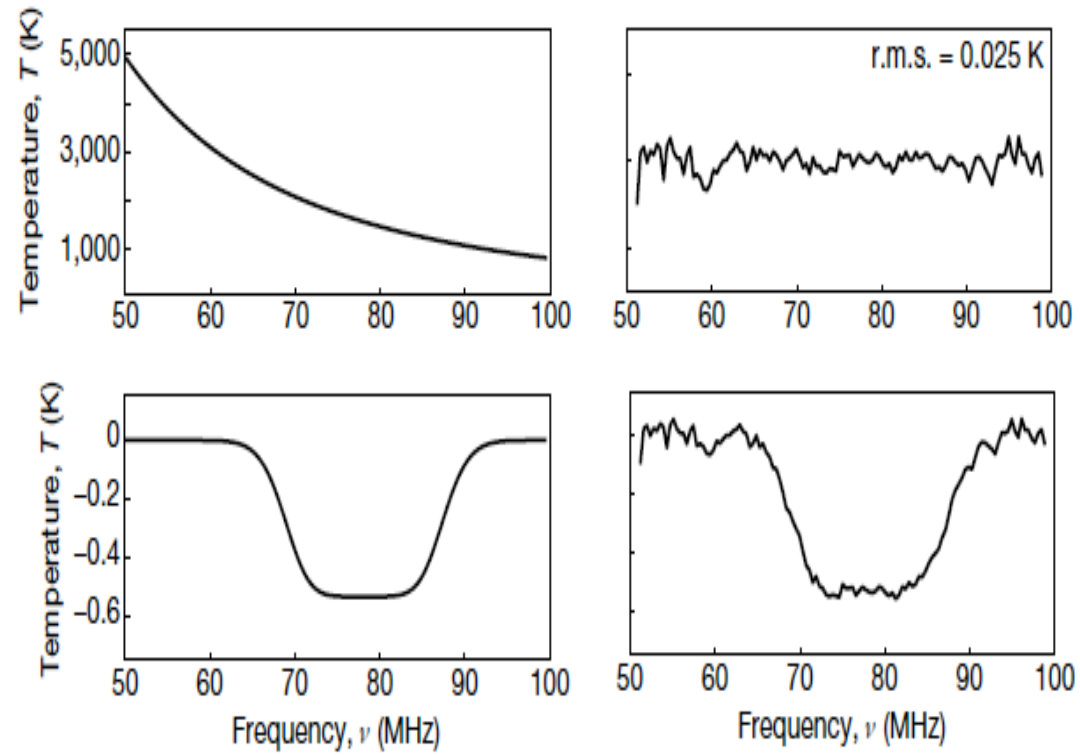 Temperature, T (K)
5,000
3,000
1,000
50 60 70 80 90 100
r.m.s. = 0.025 K
50 60 70 80 90 100
Temperature, T (K)
0
−0.2
−0.4
−0.6
50 60 70 80 90 100
Frequency, ν (MHz)
50 60 70 80 90 100
Frequency, ν (MHz)